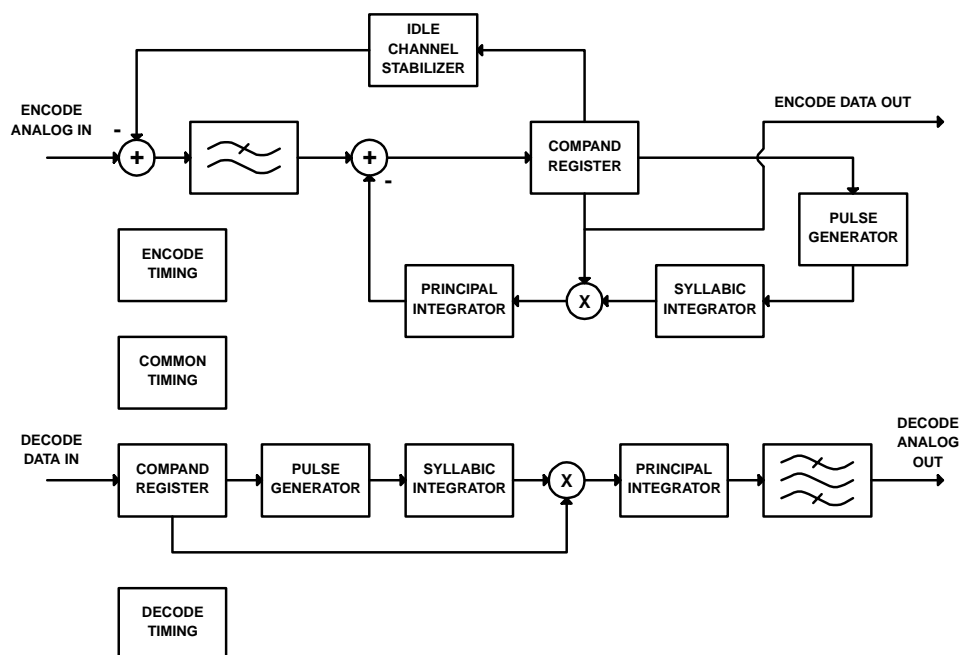 IDLE
CHANNEL
STABILIZER
ENCODE
ANALOG IN
ENCODE DATA OUT
-
+
+
-
COMPAND
REGISTER
PULSE
GENERATOR
ENCODE
TIMING
PRINCIPAL
INTEGRATOR
X
SYLLABIC
INTEGRATOR
COMMON
TIMING
DECODE
DATA IN
COMPAND
REGISTER
PULSE
GENERATOR
SYLLABIC
INTEGRATOR
X
PRINCIPAL
INTEGRATOR
DECODE
ANALOG
OUT
DECODE
TIMING